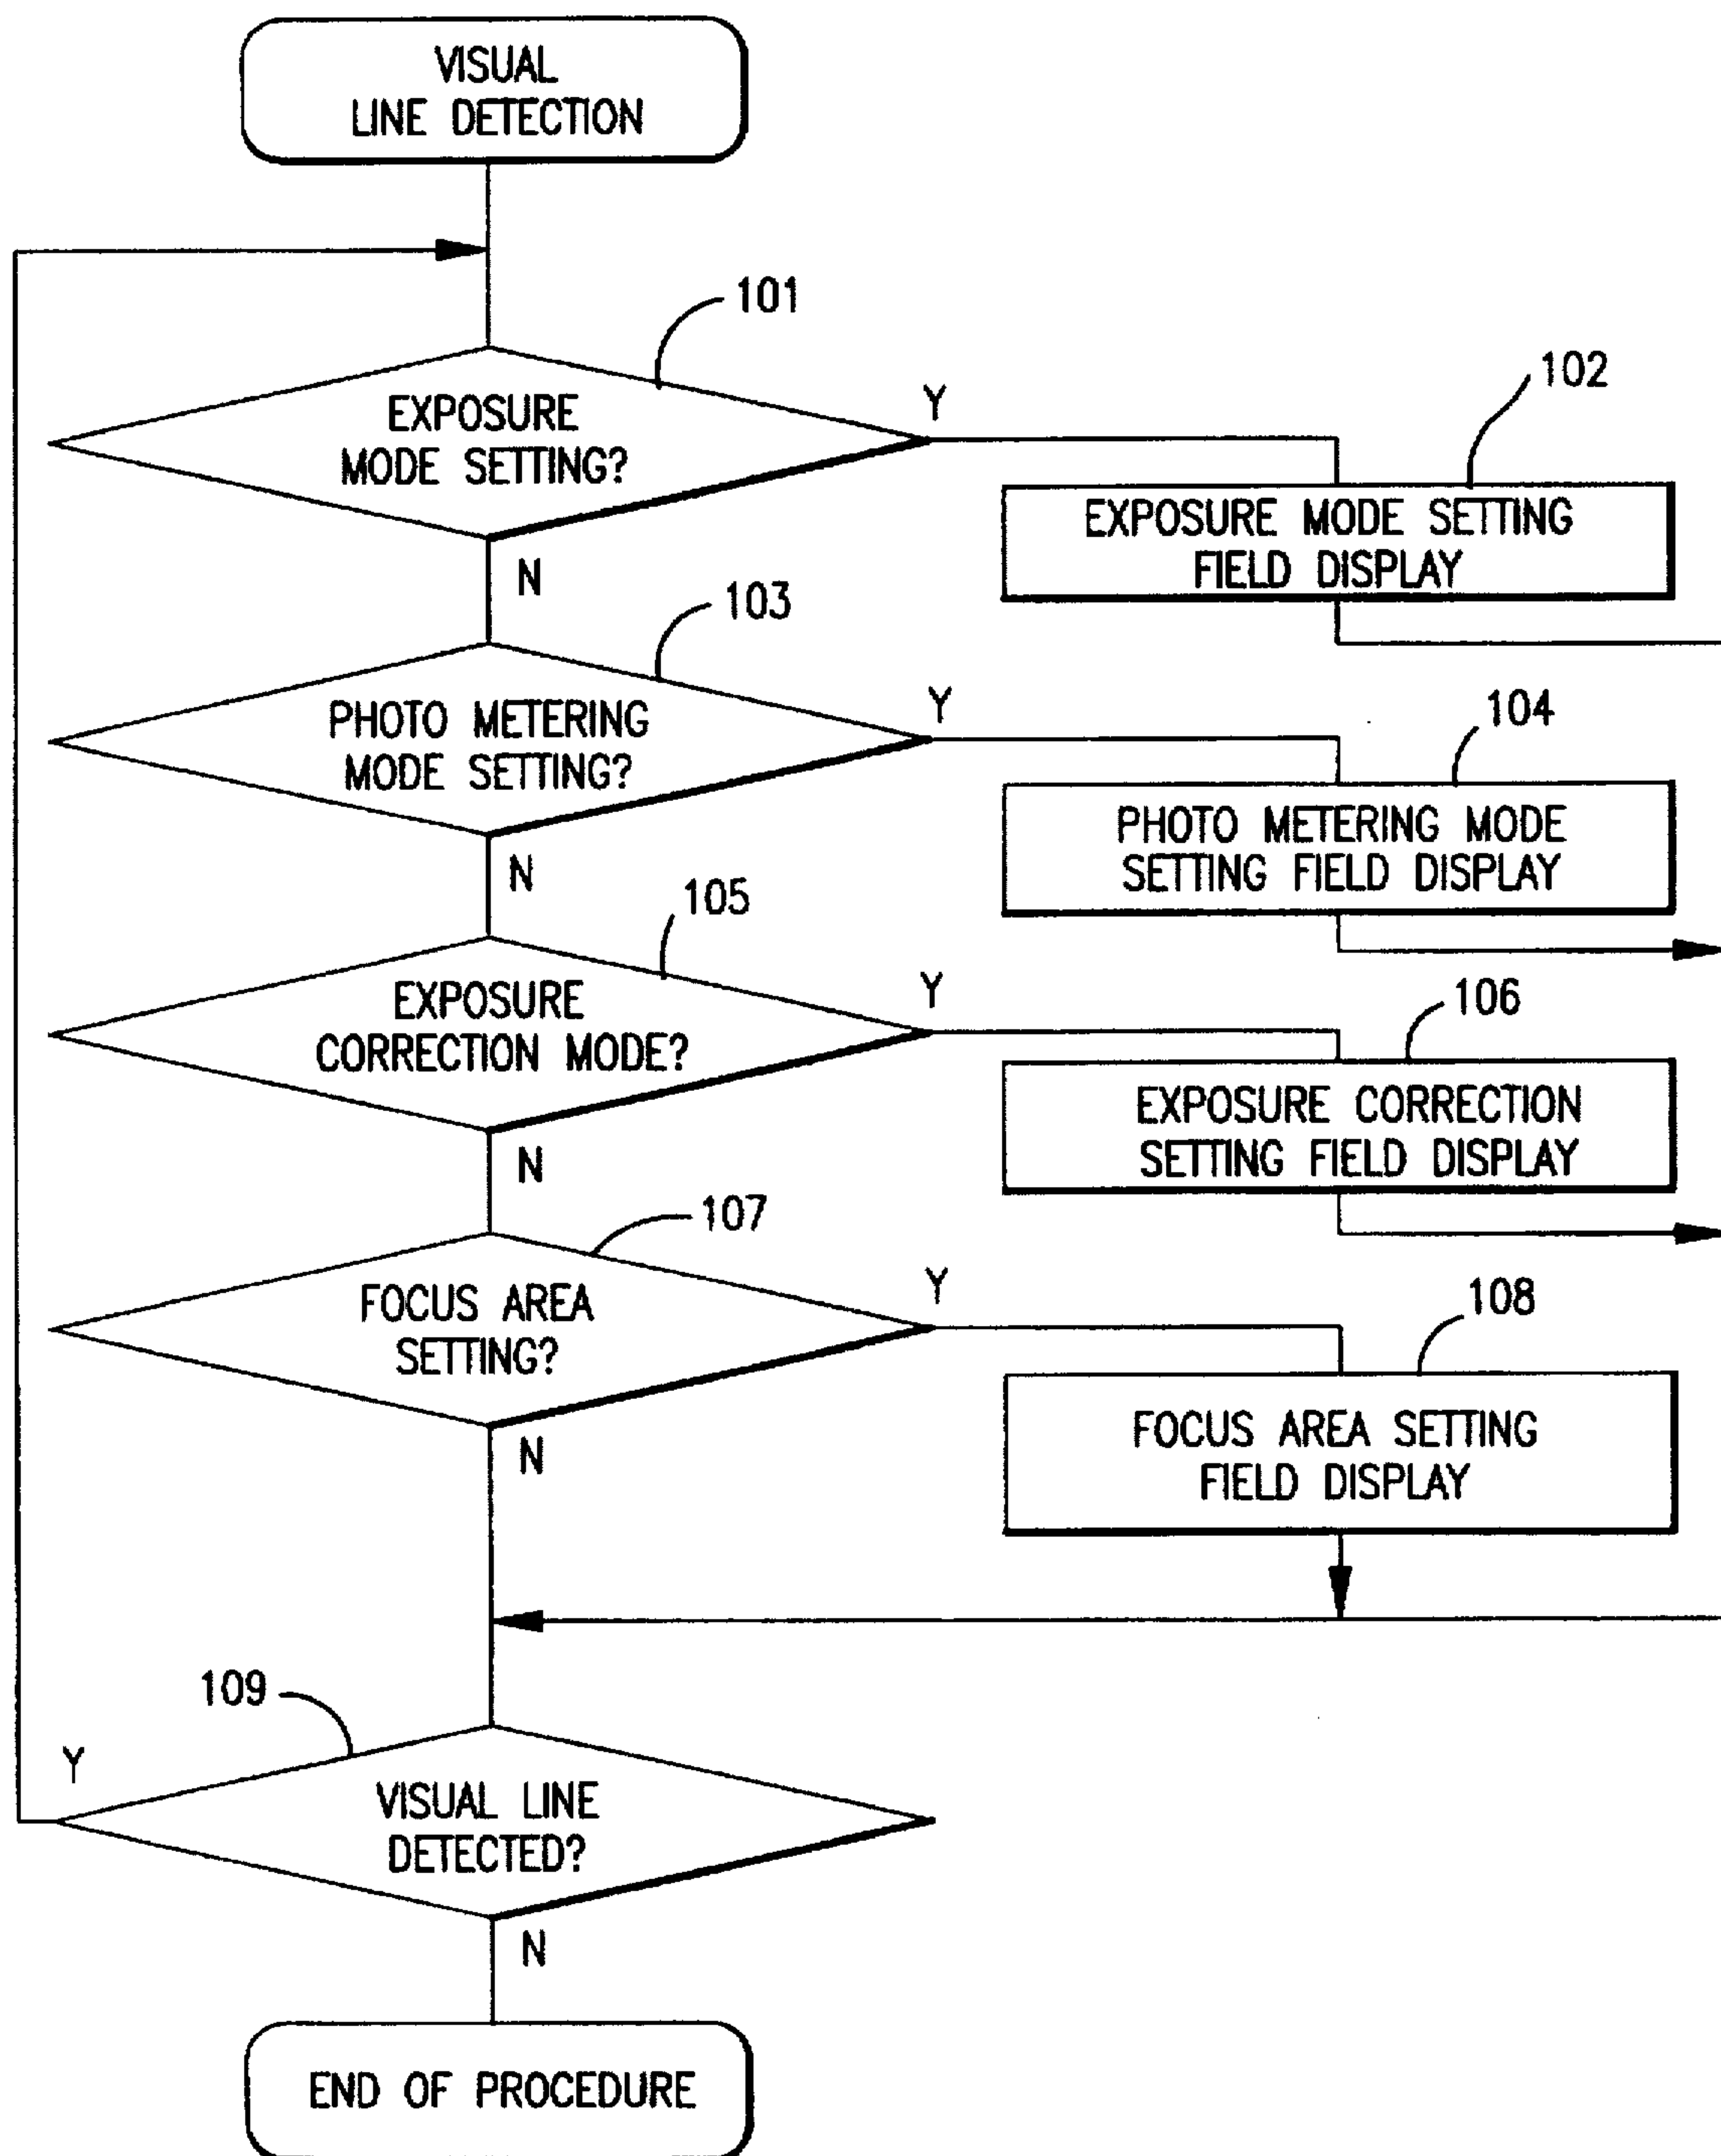 VISUAL
LINE DETECTION
101
EXPOSURE
MODE SETTING?
Y
N
102
EXPOSURE MODE SETTING
FIELD DISPLAY
103
PHOTO METERING
MODE SETTING?
Y
N
104
PHOTO METERING MODE
SETTING FIELD DISPLAY
105
EXPOSURE
CORRECTION MODE?
Y
N
106
EXPOSURE CORRECTION
SETTING FIELD DISPLAY
107
FOCUS AREA
SETTING?
Y
N
108
FOCUS AREA SETTING
FIELD DISPLAY
109
Y
VISUAL LINE
DETECTED?
N
END OF PROCEDURE